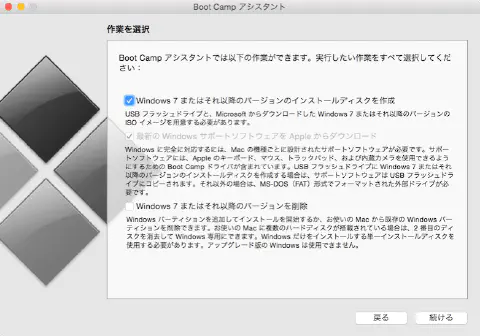 Boot Camp アシスタント
作業を選択
Boot Camp アシスタントでは以下の作業ができます。実行したい作業をすべて選択してくだ
さい：
Windows 7 またはそれ以降のバージョンのインストールディスクを作成
USB フラッシュドライブと、Microsoft からダウンロードした Windows 7 またはそれ以降のバージョンの
ISO イメージを用意する必要があります。
最新の Windows サポートソフトウェアを Apple からダウンロード
Windows に完全に対応するには、Mac の機種ごとに設計されたサポートソフトウェアが必要です。サポ
ートソフトウェアには、Apple のキーボード、マウス、トラックパッド、および内蔵カメラを使用できるよう
にするための Boot Camp ドライバが含まれています。USB フラッシュドライブに Windows 7 またはそれ
以降のバージョンのインストールディスクを作成する場合は、サポートソフトウェアは USB フラッシュド
ライブにコピーされます。それ以外の場合は、MS-DOS（FAT）形式でフォーマットされた外部ドライブが必
要です。
Windows 7 またはそれ以降のバージョンを削除
Windows パーティションを追加してインストールを開始するか、お使いの Mac から既存の Windows パー
ティションを削除できます。お使いの Mac に複数のハードディスクが搭載されている場合は、2 番目のディ
スクを消去して Windows 専用にできます。Windows だけをインストールする単一インストールディスクを
使用する必要があります。アップグレード版の Windows は使用できません。
戻る
続ける